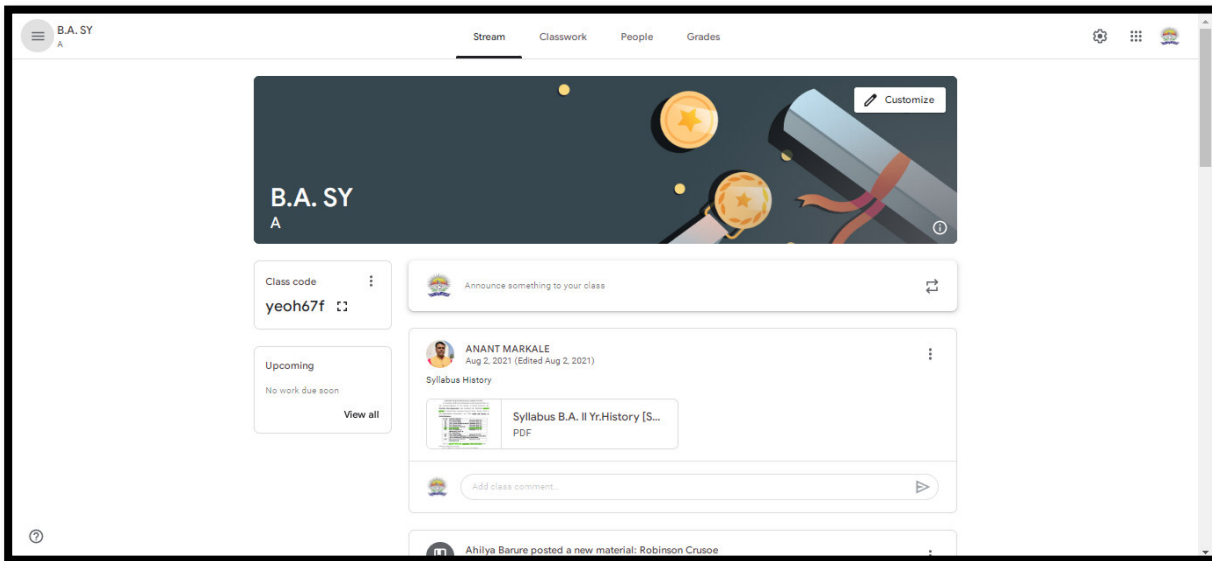 B.A. SY
A
Stream
Classwork
People
Grades
Customize
B.A. SY
A
Class code
yeoh67f
Upcoming
No work due soon
View all
Announce something to your class
ANANT MARKALE
Aug 2, 2021 (Edited Aug 2, 2021)
Syllabus History
Syllabus B.A. II Yr.History [S...
PDF
Add class comment...
Ahilya Barure posted a new material: Robinson Crusoe